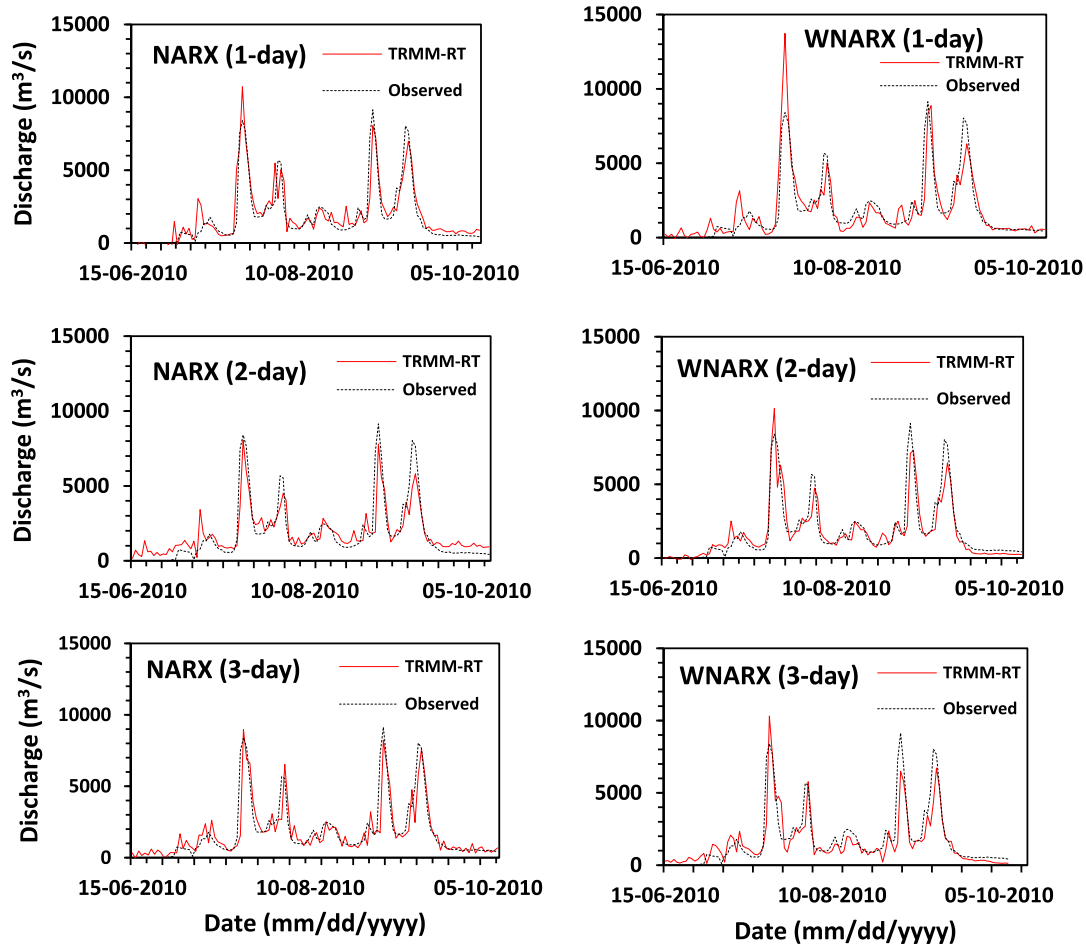 15000
NARX (1-day)
TRMM-RT
Observed
10000
5000
0
Discharge (m³/s)
15-06-2010 10-08-2010 05-10-2010
15000
WNARX (1-day)
TRMM-RT
Observed
10000
5000
0
15-06-2010 10-08-2010 05-10-2010
15000
NARX (2-day)
TRMM-RT
Observed
10000
5000
0
Discharge (m³/s)
15-06-2010 10-08-2010 05-10-2010
15000
WNARX (2-day)
TRMM-RT
Observed
10000
5000
0
15-06-2010 10-08-2010 05-10-2010
15000
NARX (3-day)
TRMM-RT
Observed
10000
5000
0
Discharge (m³/s)
15-06-2010 10-08-2010 05-10-2010
Date (mm/dd/yyyy)
15000
WNARX (3-day)
TRMM-RT
Observed
10000
5000
0
15-06-2010 10-08-2010 05-10-2010
Date (mm/dd/yyyy)